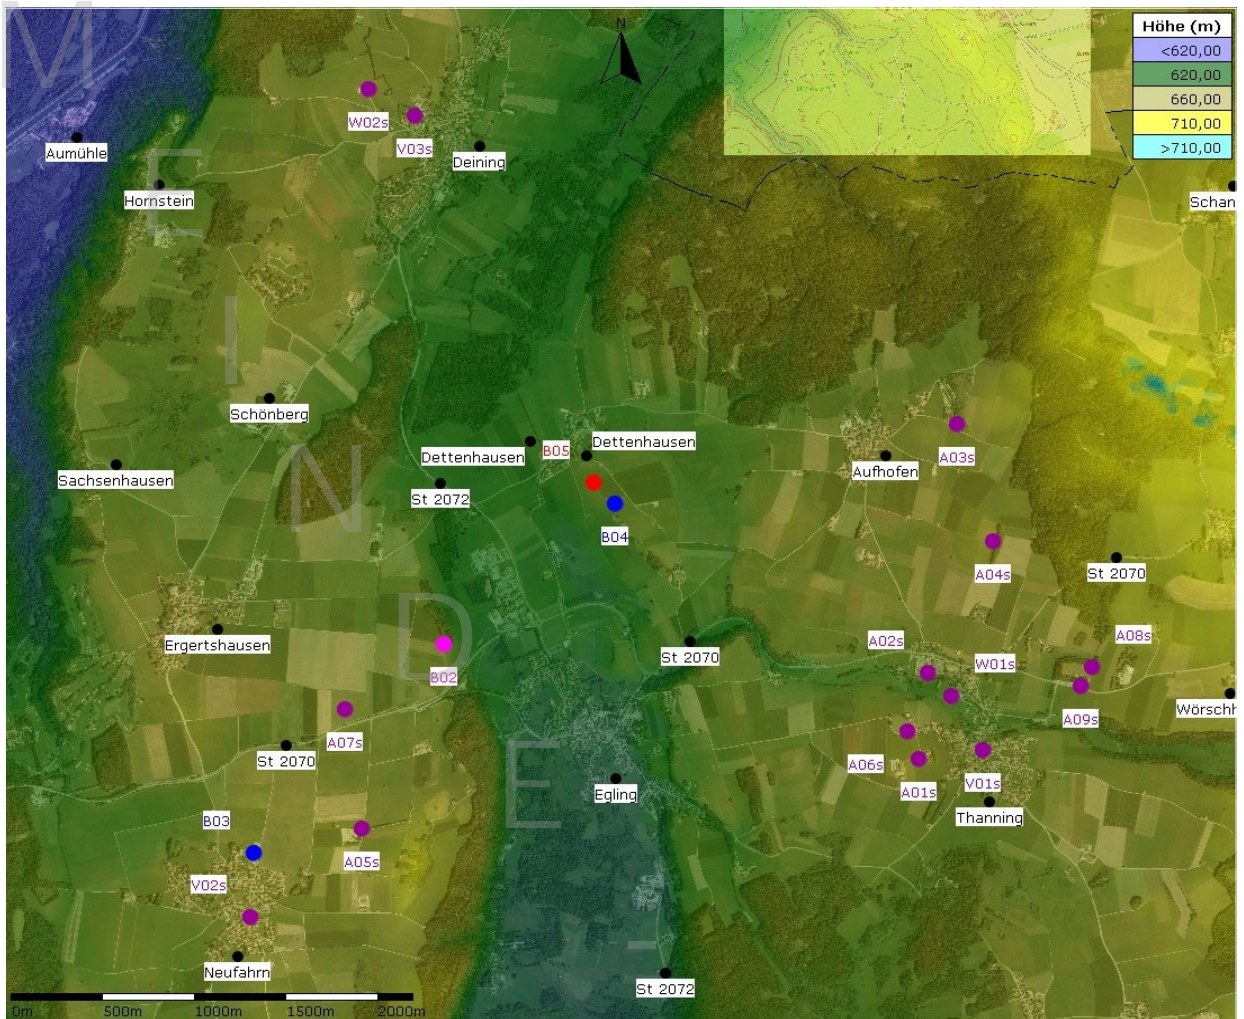 N
Höhe (m)
<620,00
620,00
660,00
710,00
>710,00
M
E
I
N
D
E
-
W02s
V03s
Aumühle
Deining
Hornstein
Schan
Schönberg
Dettenhausen
B05
Dettenhausen
Sachsenhausen
St 2072
Aufhofen
A03s
B04
A04s
St 2070
Ergertshausen
B02
St 2070
A02s
W01s
A08s
A09s
Wörschh
A07s
St 2070
A06s
A01s
V01s
Egling
Thanning
B03
A05s
V02s
Neufahrn
St 2072
0m
500m
1000m
1500m
2000m